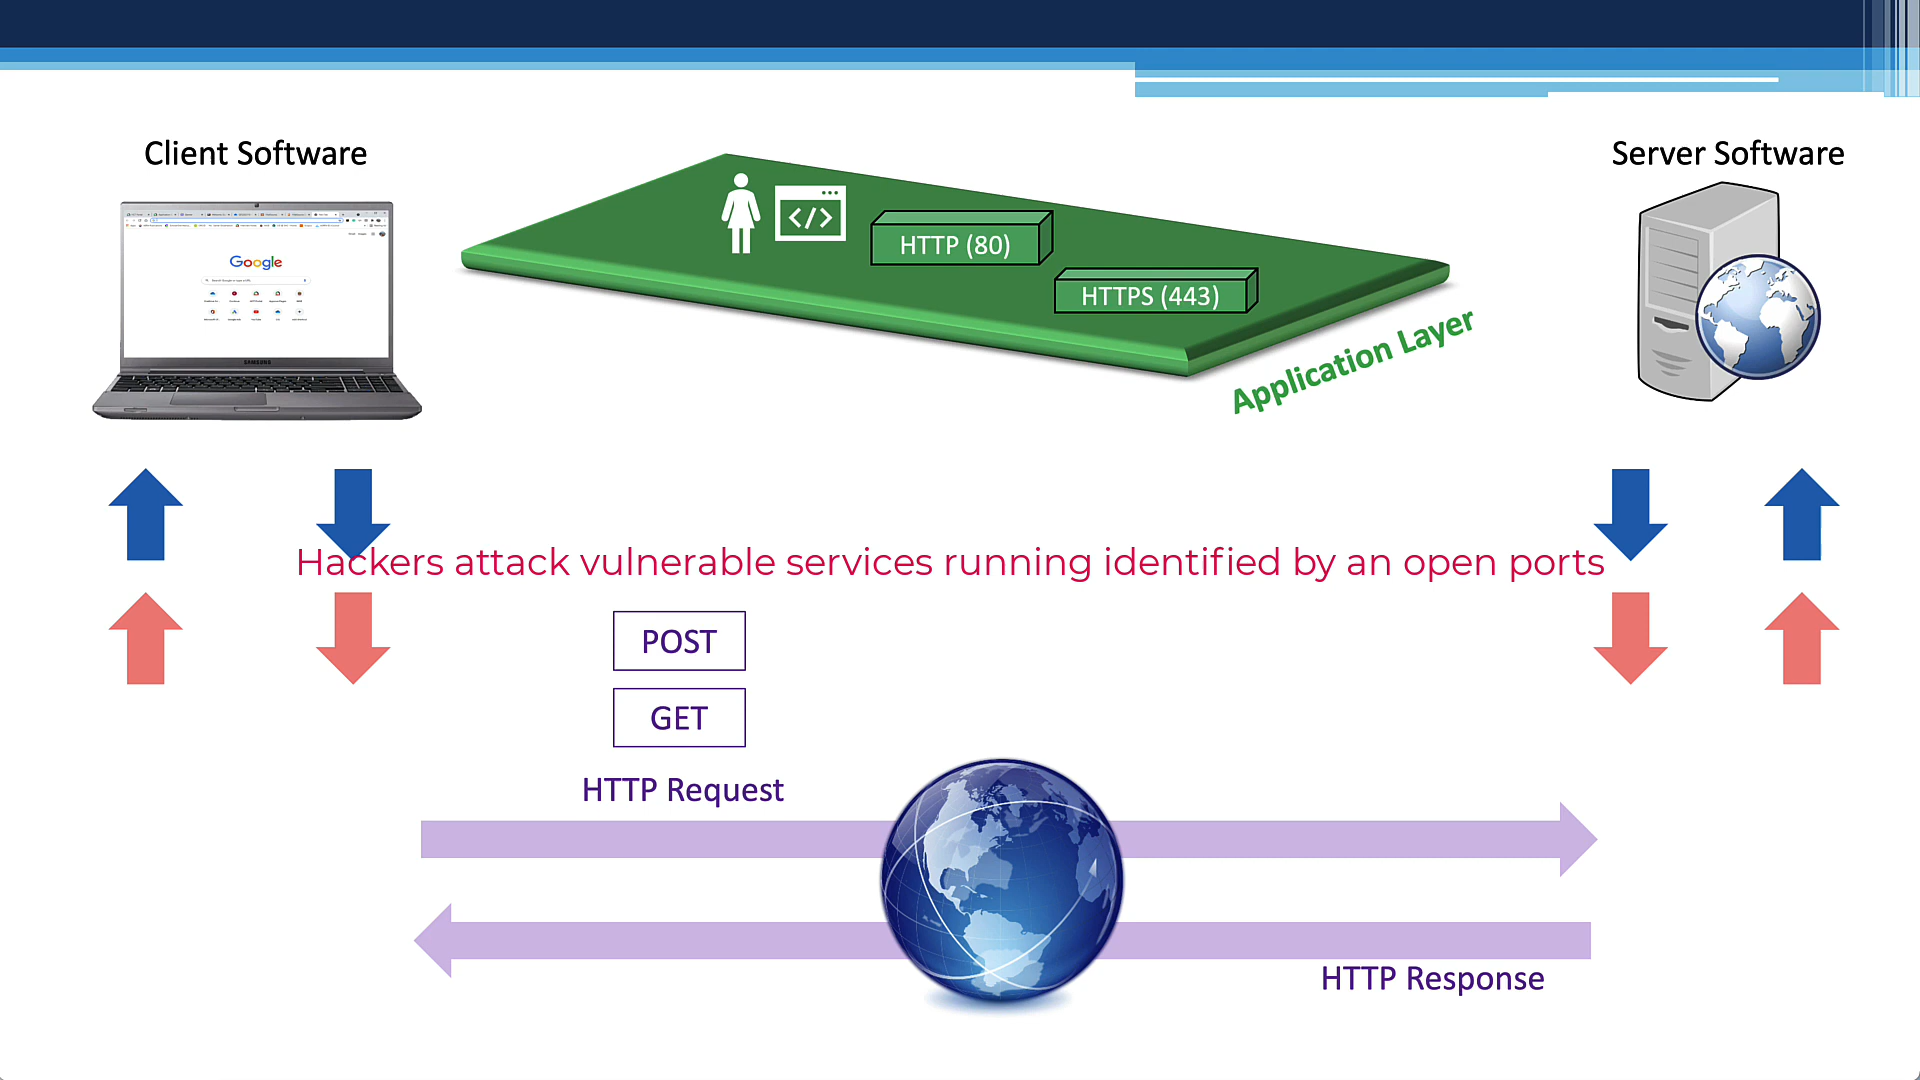 Client Software
Server Software
Google
SAMSUNG
</>
HTTP (80)
HTTPS (443)
Application Layer
Hackers attack vulnerable services running identified by an open ports
POST
GET
HTTP Request
HTTP Response